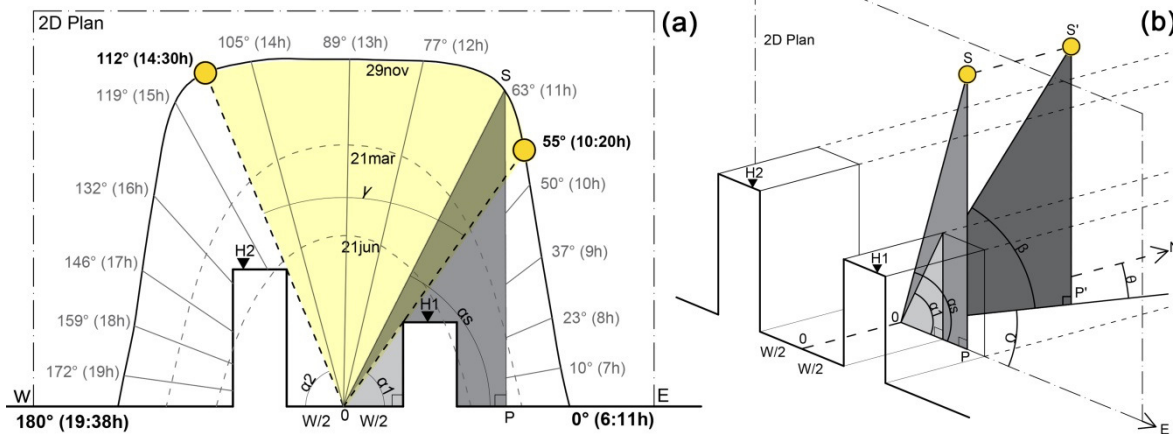 2D Plan
(a)
105° (14h)
89° (13h)
77° (12h)
112° (14:30h)
29nov
S
63° (11h)
119° (15h)
55° (10:20h)
21mar
132° (16h)
γ
50° (10h)
H2
21jun
37° (9h)
146° (17h)
αs
H1
159° (18h)
23° (8h)
172° (19h)
α2
α1
10° (7h)
W
E
180° (19:38h)
W/2
0
W/2
P
0° (6:11h)
(b)
S'
S
2D Plan
H2
H1
β
θ
αs
α1
0
P'
0
Ω
W/2
P
W/2
E